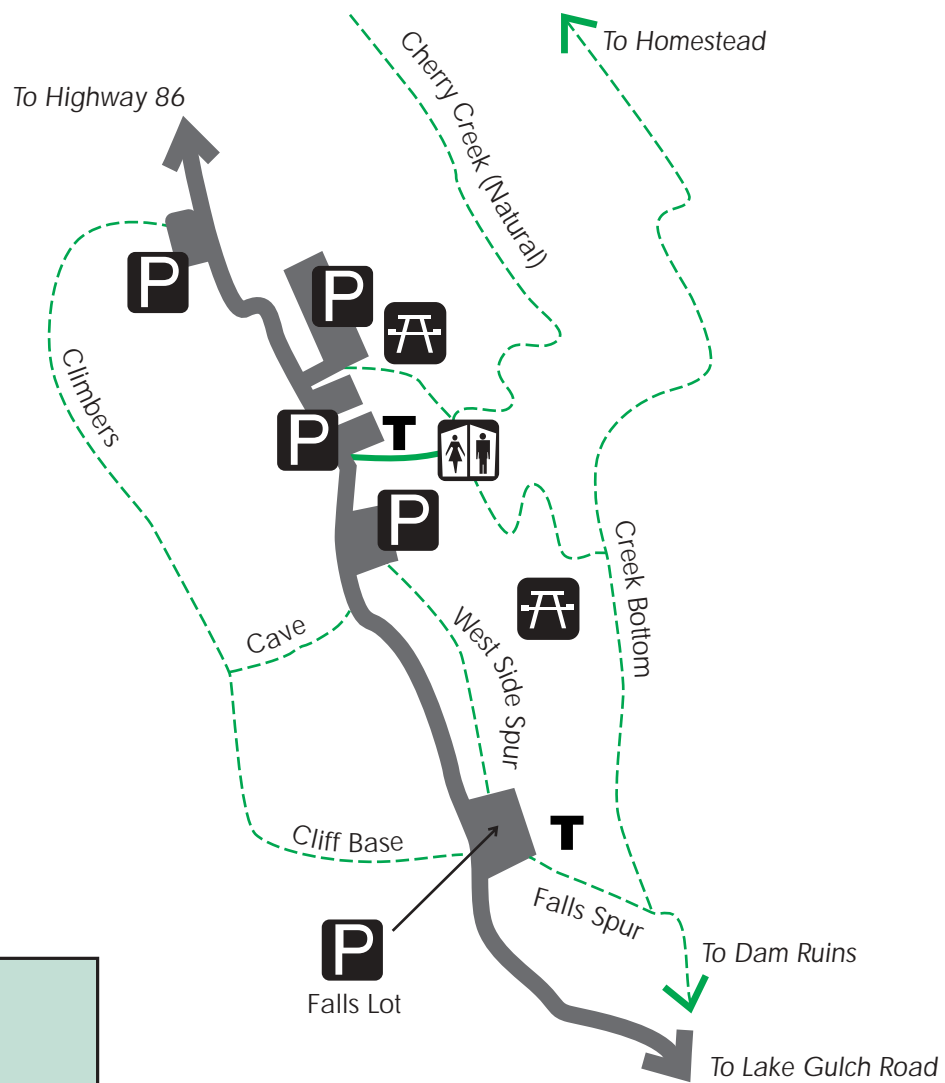 To Homestead
Cherry Creek (Natural)
To Highway 86
P
P
Climbers
P
T
P
Creek Bottom
Cave
West Side Spur
T
Cliff Base
Falls Spur
P
Falls Lot
To Dam Ruins
To Lake Gulch Road